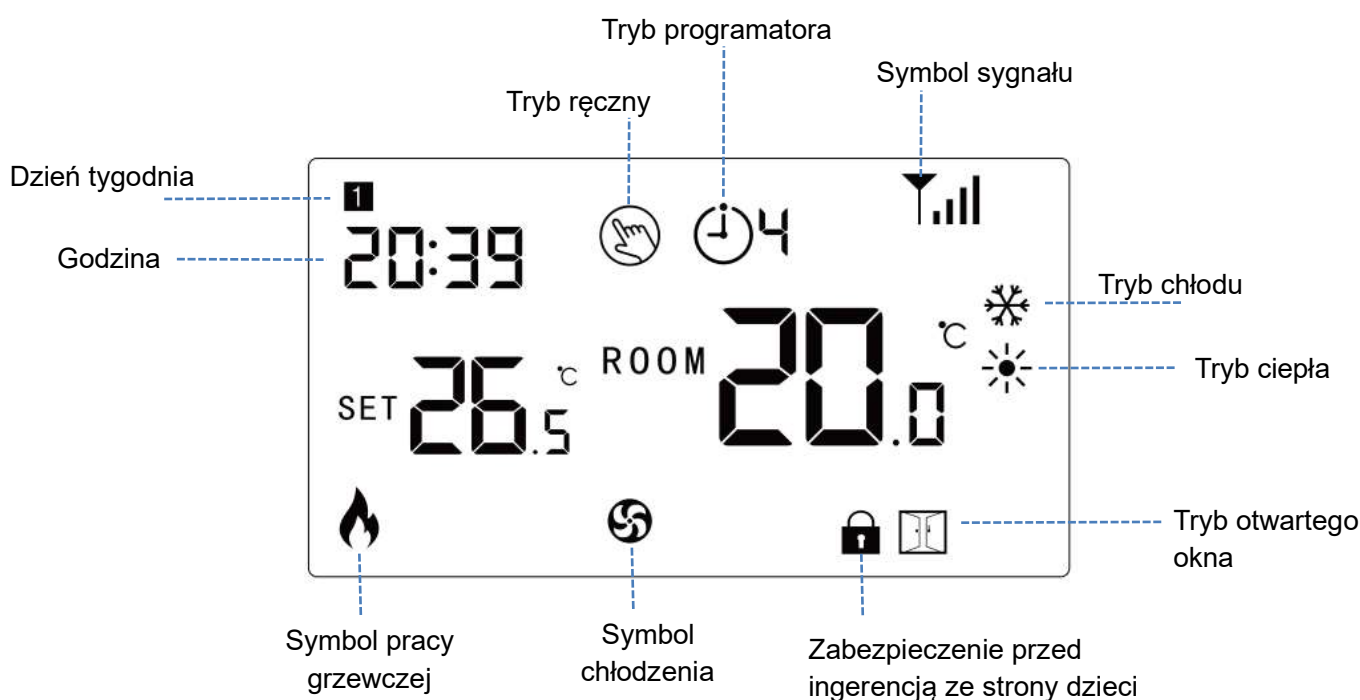 Tryb programatora
Symbol sygnału
Tryb ręczny
Dzień tygodnia
1
Godzina
20:39
4
Tryb chłodu
ROOM 20.0 °C
Tryb ciepła
SET 26.5 °C
Tryb otwartego
okna
Symbol pracy
grzewczej
Symbol
chłodzenia
Zabezpieczenie przed
ingerencją ze strony dzieci